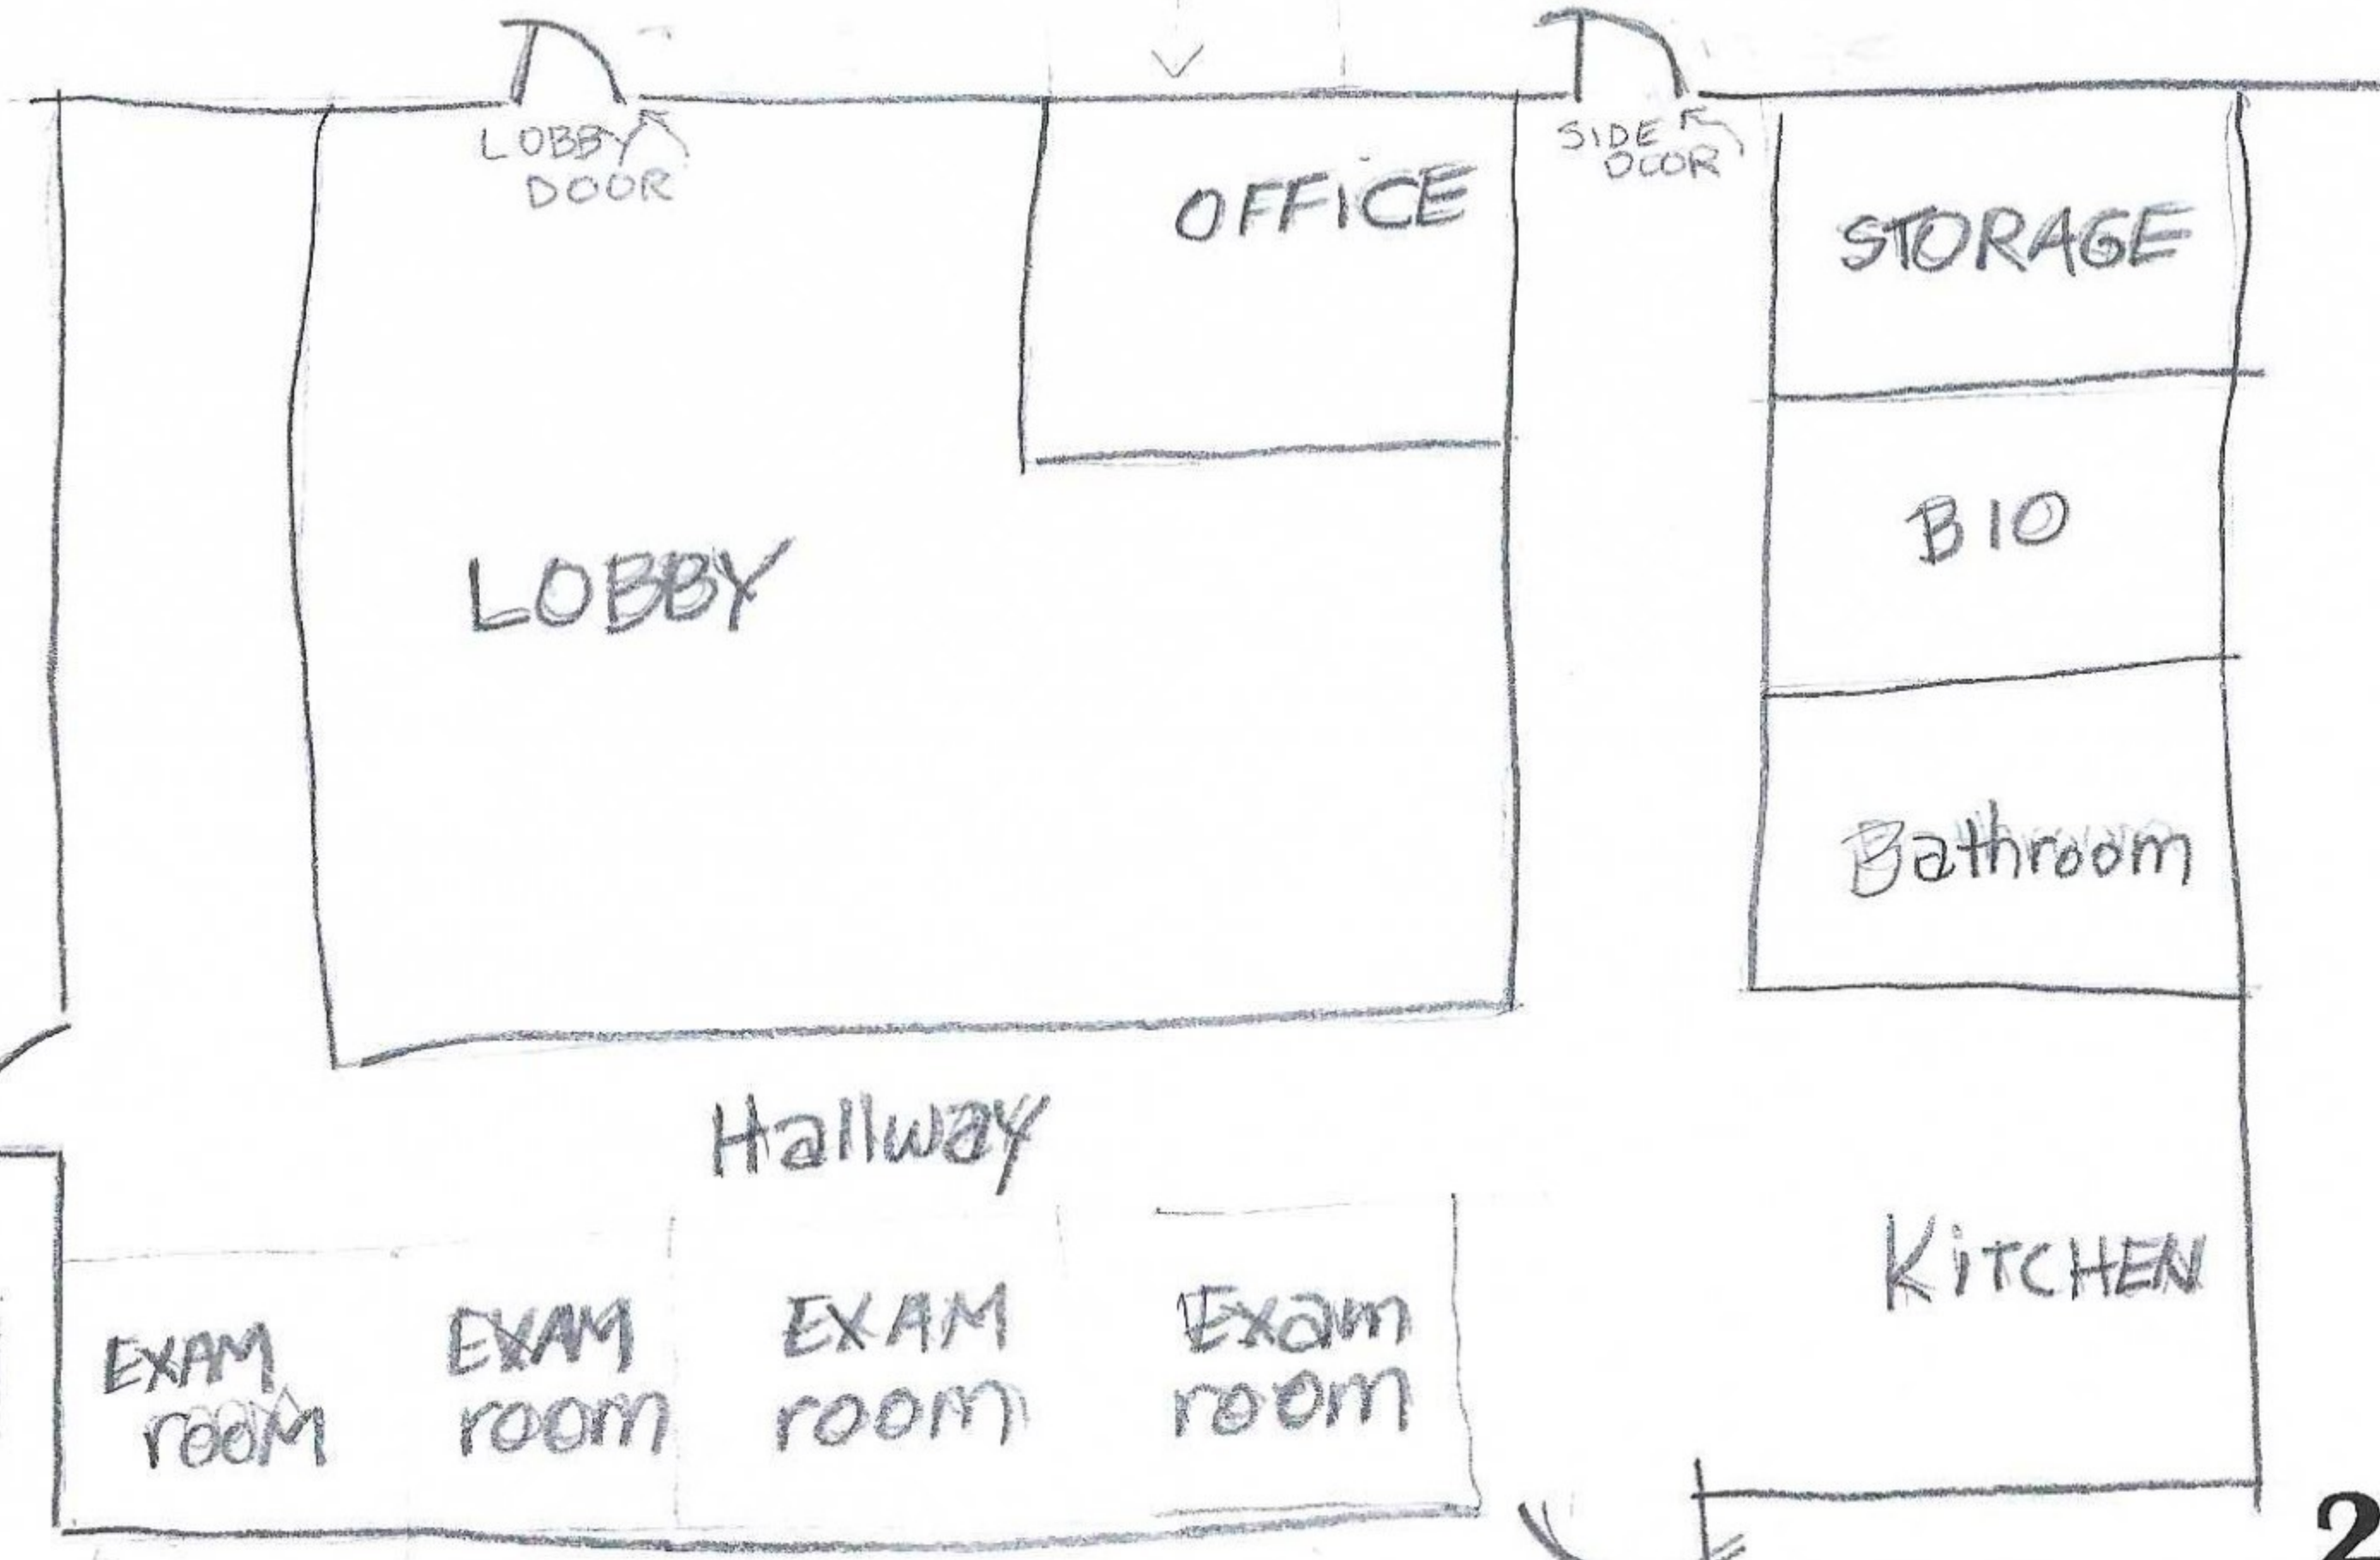 LOBBY
DOOR
SIDE
DOOR
OFFICE
STORAGE
BIO
LOBBY
Bathroom
Hallway
KiTCHEN
EXAM
room
EXAM
room
EXAM
room
Exam
room
2